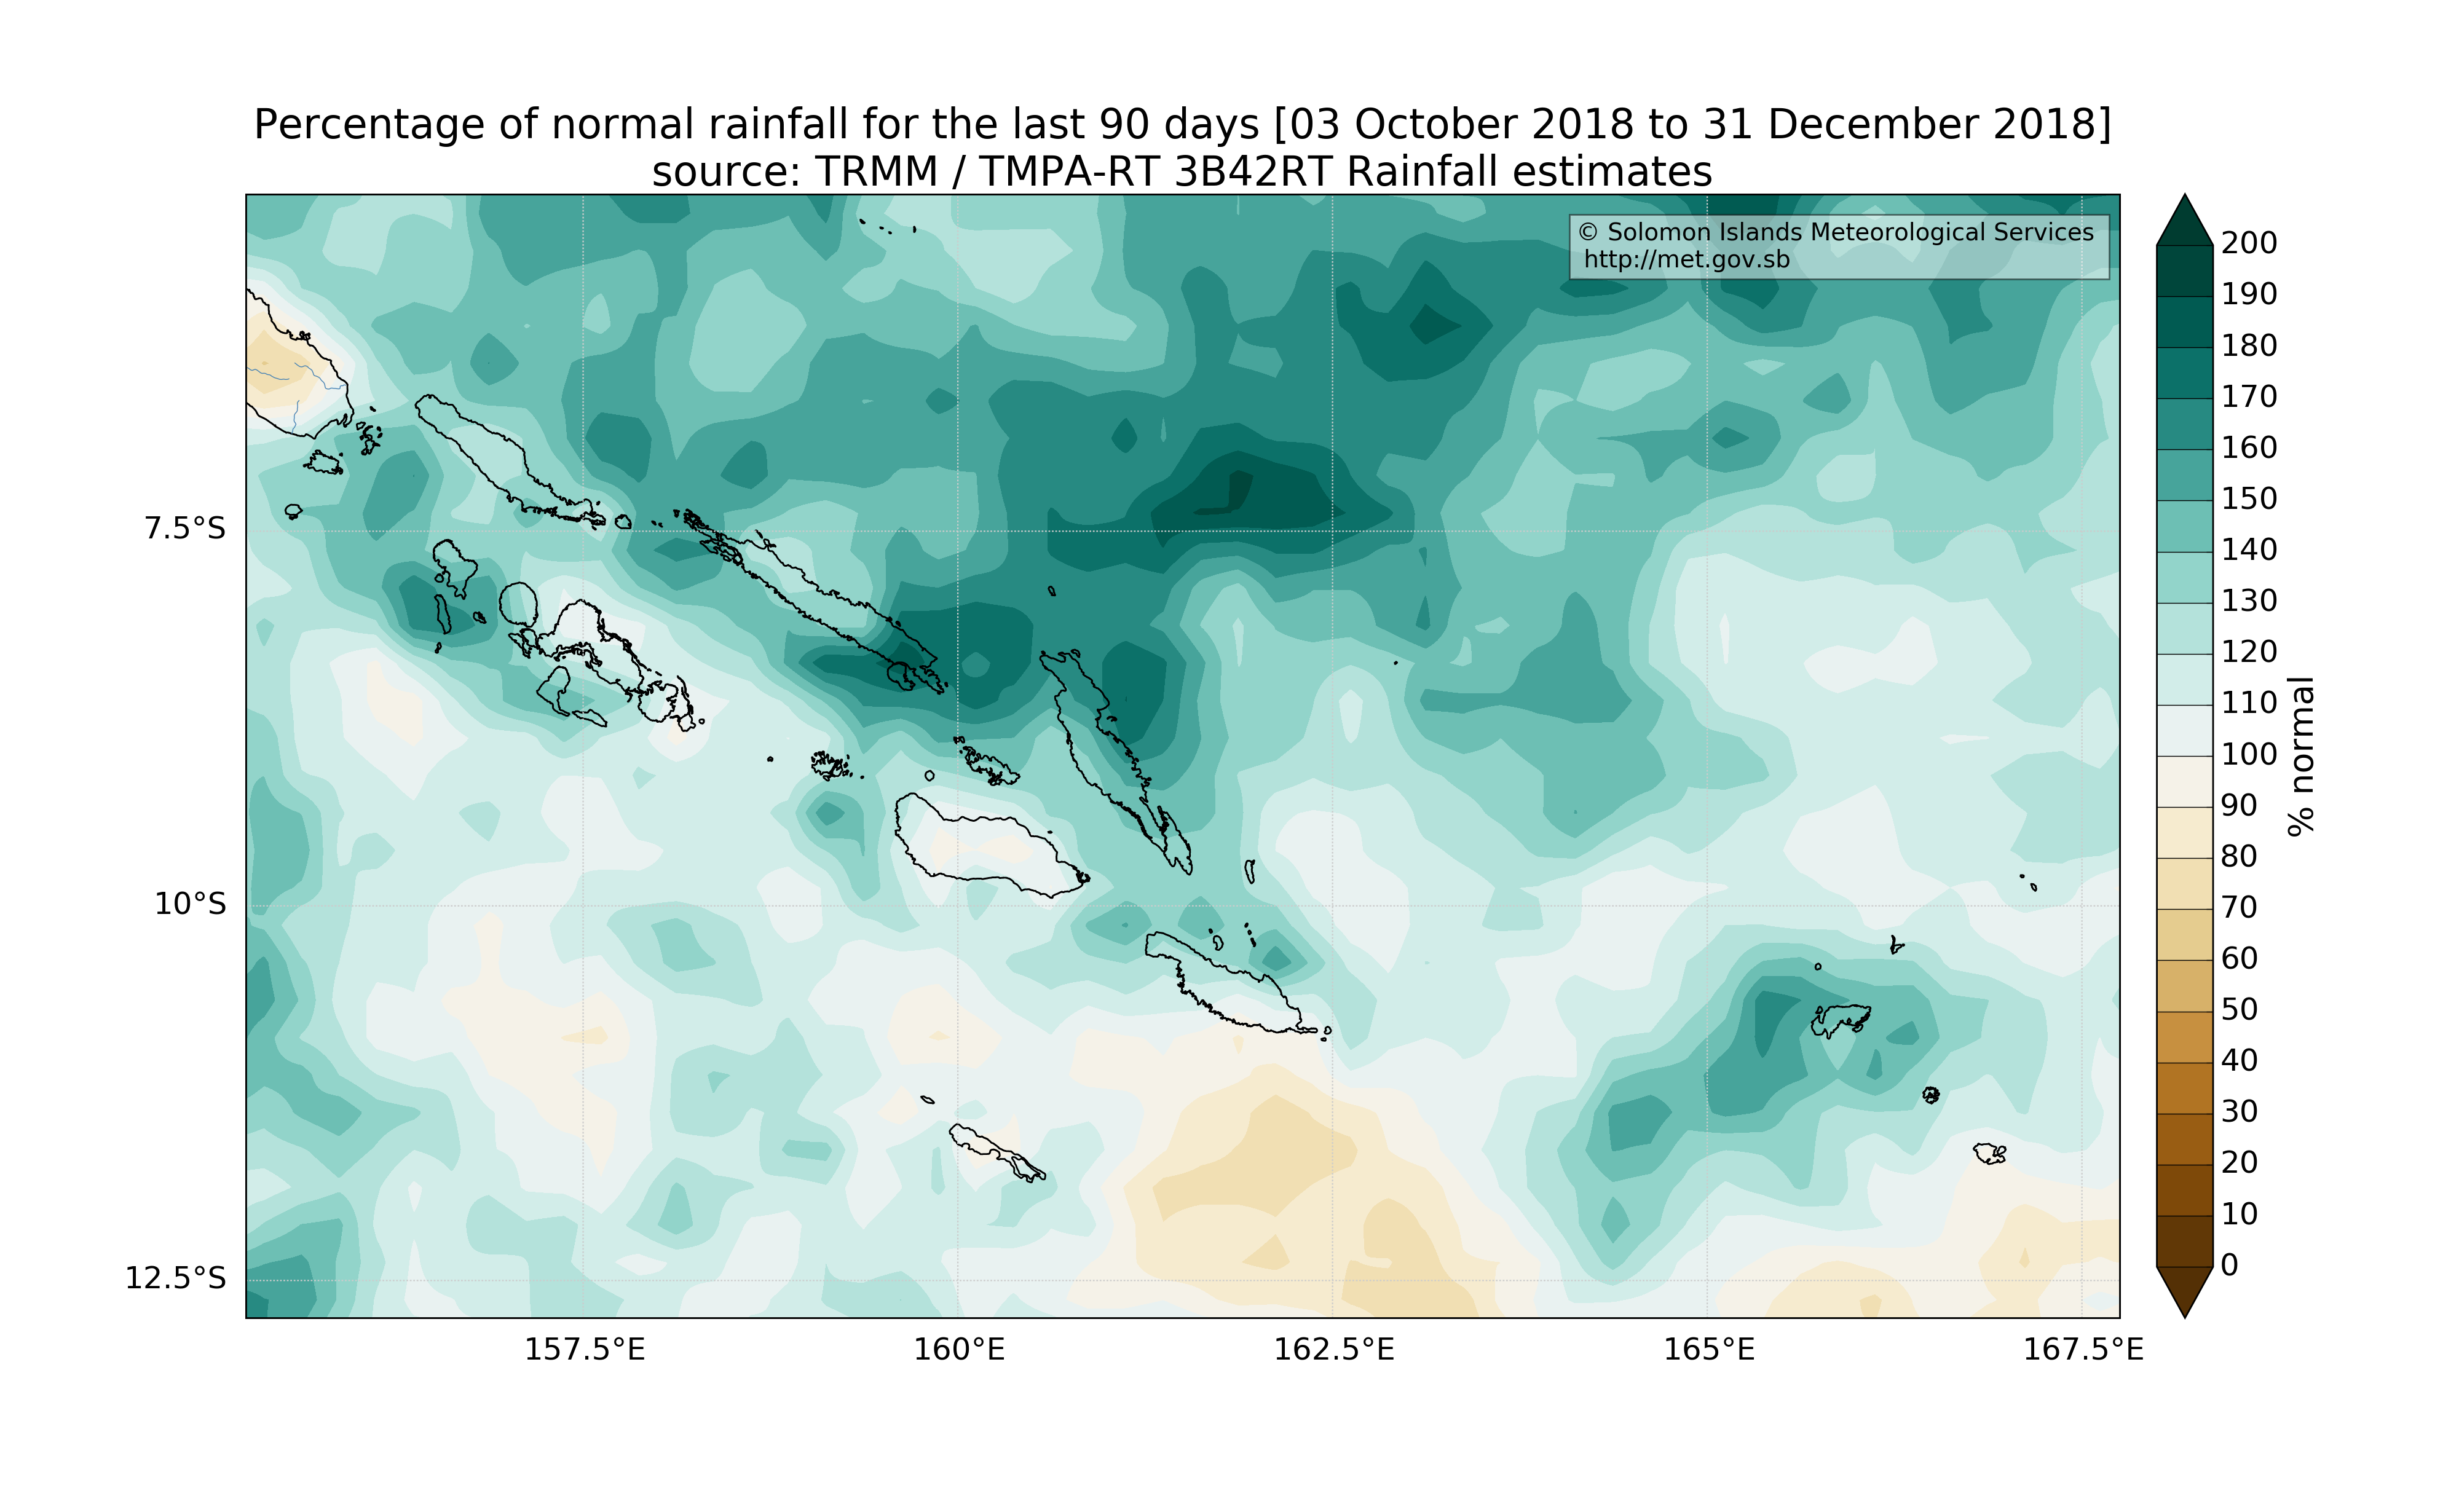 Percentage of normal rainfall for the last 90 days [03 October 2018 to 31 December 2018]
source: TRMM / TMPA-RT 3B42RT Rainfall estimates
© Solomon Islands Meteorological Services
http://met.gov.sb
7.5°S
10°S
12.5°S
157.5°E
160°E
162.5°E
165°E
167.5°E
200
190
180
170
160
150
140
130
120
110
100
90
80
70
60
50
40
30
20
10
0
% normal